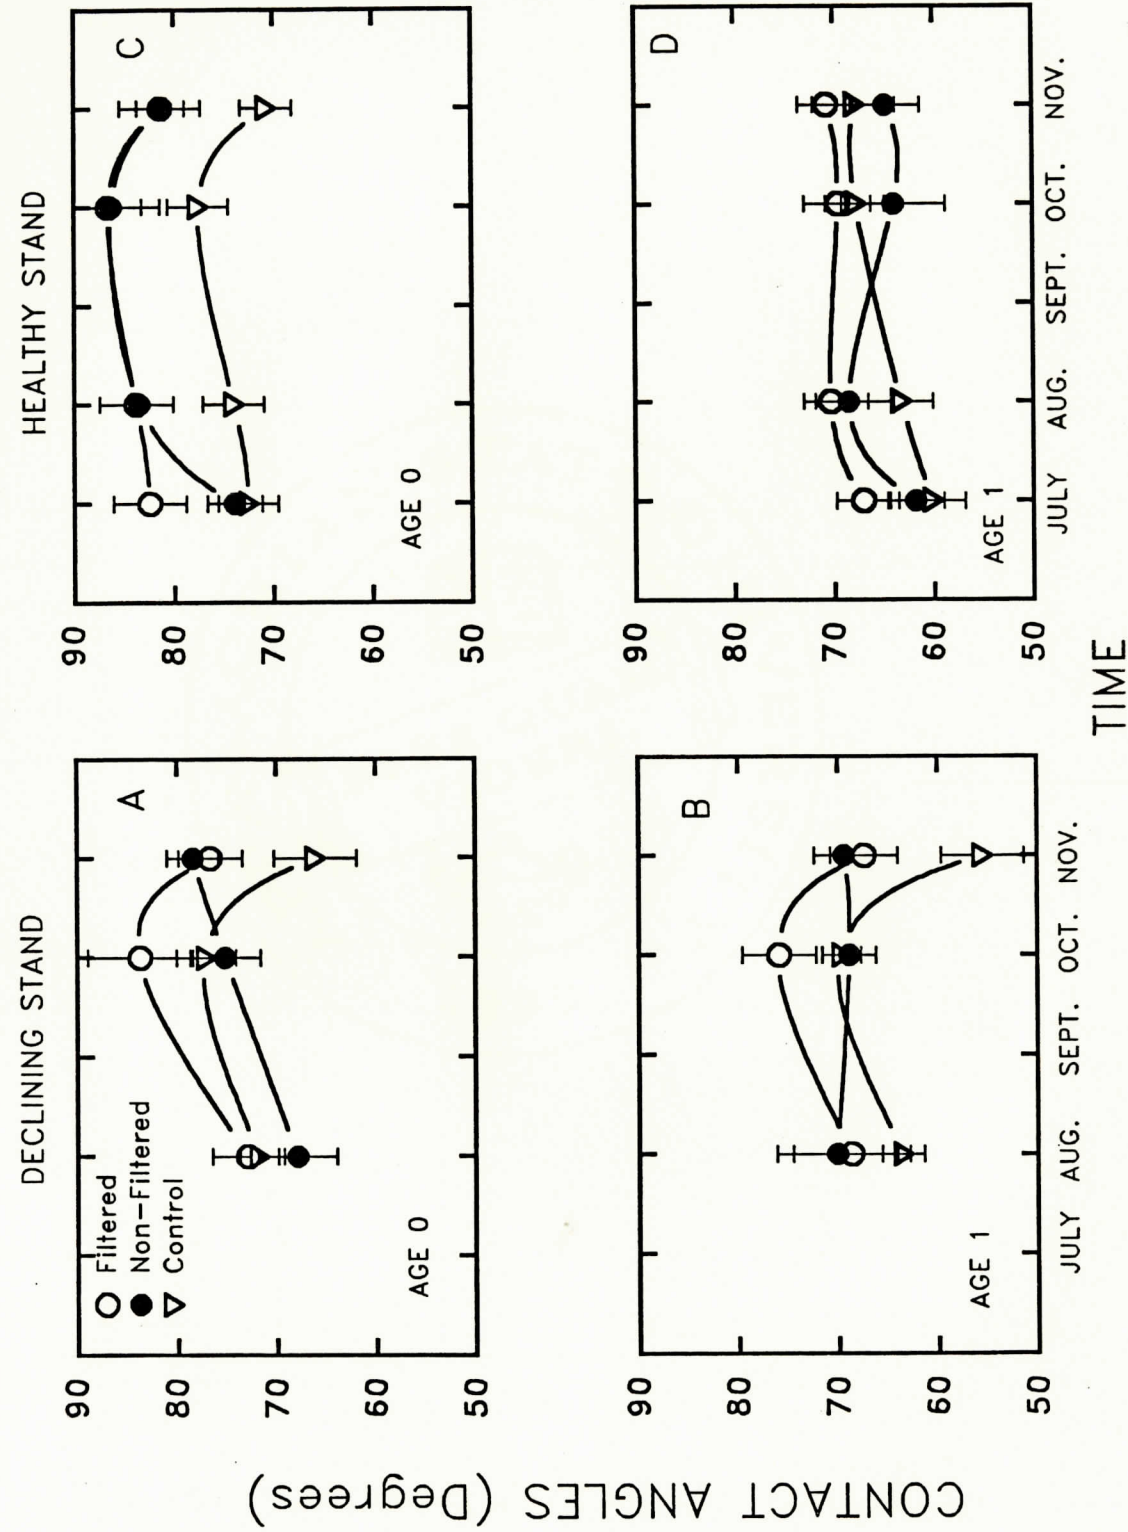 DECLINING STAND
HEALTHY STAND
CONTACT ANGLES (Degrees)
90
80
70
60
50
Filtered
Non-Filtered
Control
A
AGE 0
90
80
70
60
50
C
AGE 0
90
80
70
60
50
B
AGE 1
JULY AUG. SEPT. OCT. NOV.
90
80
70
60
50
D
AGE 1
JULY AUG. SEPT. OCT. NOV.
TIME